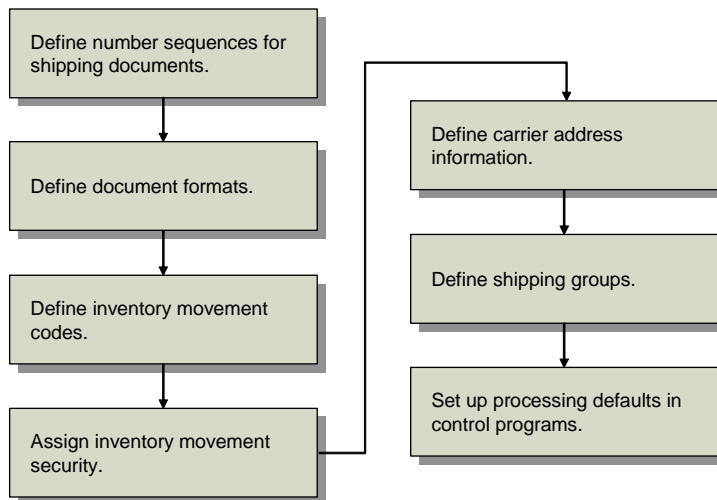 Define number sequences for
shipping documents.
Define document formats.
Define inventory movement
codes.
Assign inventory movement
security.
Define carrier address
information.
Define shipping groups.
Set up processing defaults in
control programs.